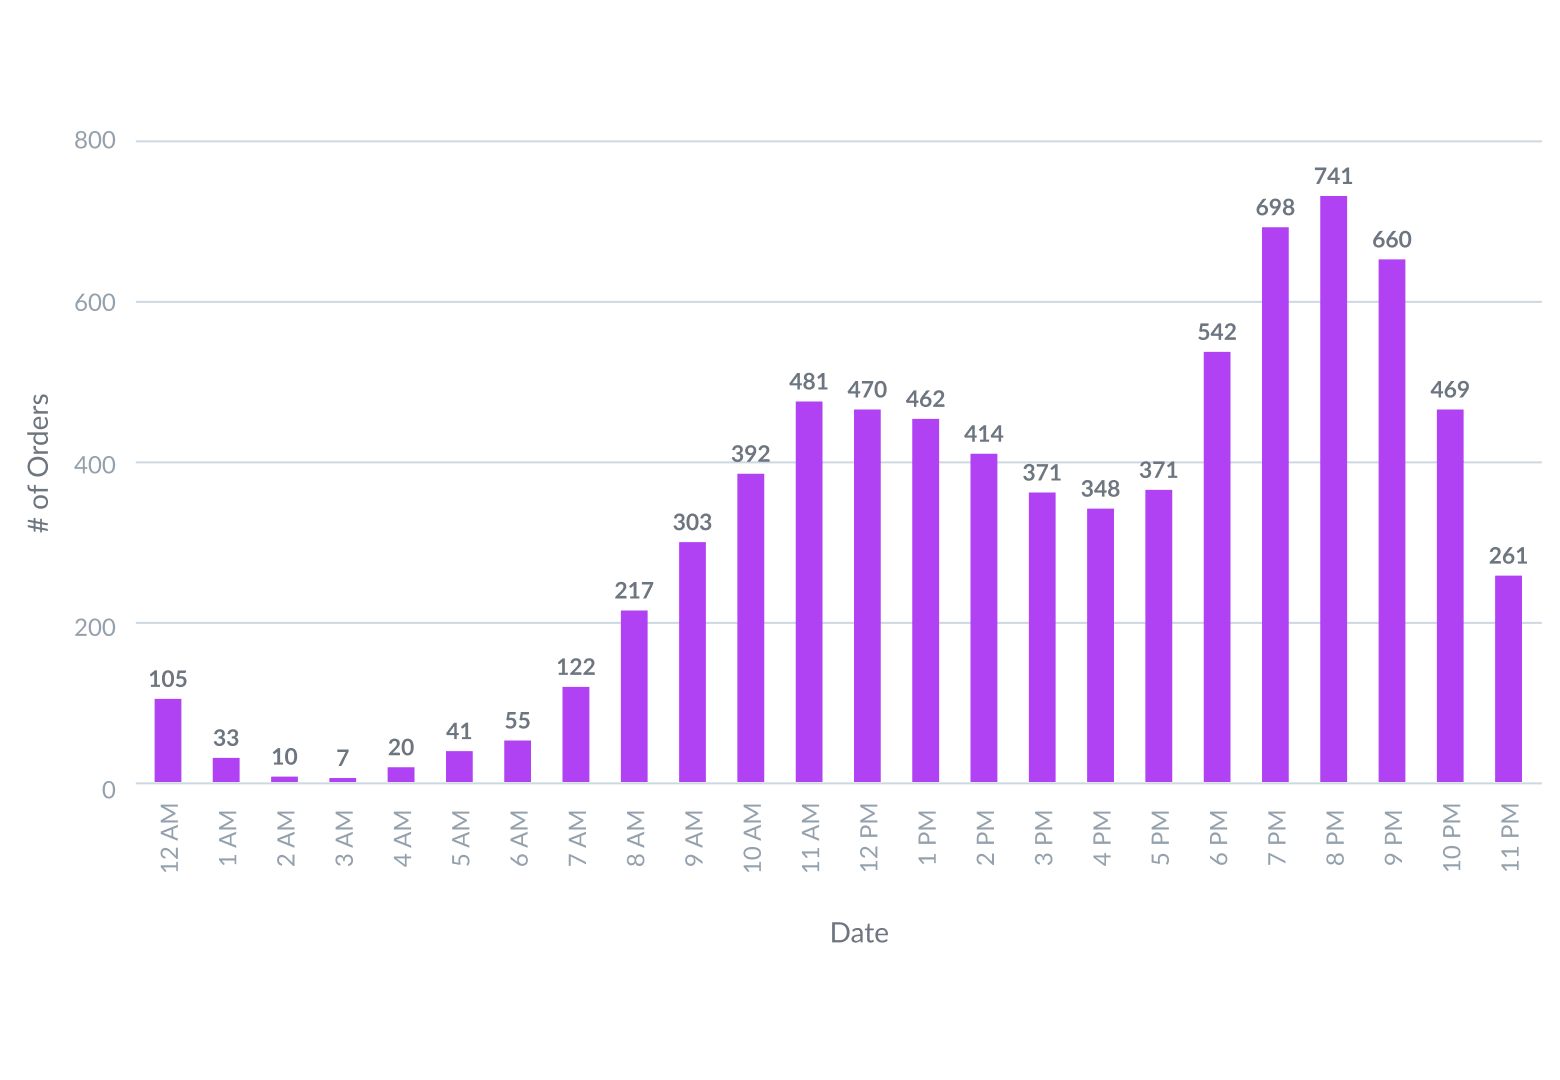 800
600
400
200
0
# of Orders
105
33
10
7
20
41
55
122
217
303
392
481
470
462
414
371
348
371
542
698
741
660
469
261
12 AM
1 AM
2 AM
3 AM
4 AM
5 AM
6 AM
7 AM
8 AM
9 AM
10 AM
11 AM
12 PM
1 PM
2 PM
3 PM
4 PM
5 PM
6 PM
7 PM
8 PM
9 PM
10 PM
11 PM
Date